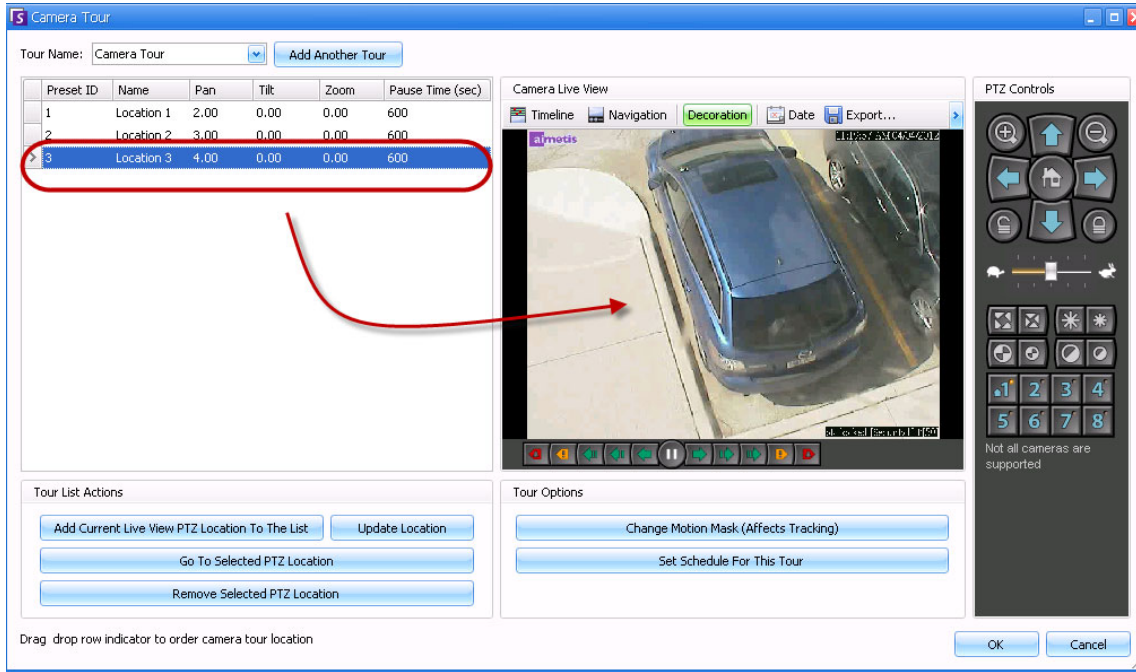 Camera Tour
Tour Name: Camera Tour Add Another Tour
Preset ID Name Pan Tilt Zoom Pause Time (sec)
1 Location 1 2.00 0.00 0.00 600
2 Location 2 3.00 0.00 0.00 600
3 Location 3 4.00 0.00 0.00 600
Camera Live View
Timeline Navigation Decoration Date Export...
aimetis
PTZ Controls
1 2 3 4
5 6 7 8
Not all cameras are
supported
Tour List Actions
Add Current Live View PTZ Location To The List Update Location
Go To Selected PTZ Location
Remove Selected PTZ Location
Tour Options
Change Motion Mask (Affects Tracking)
Set Schedule For This Tour
Drag drop row indicator to order camera tour location
OK Cancel